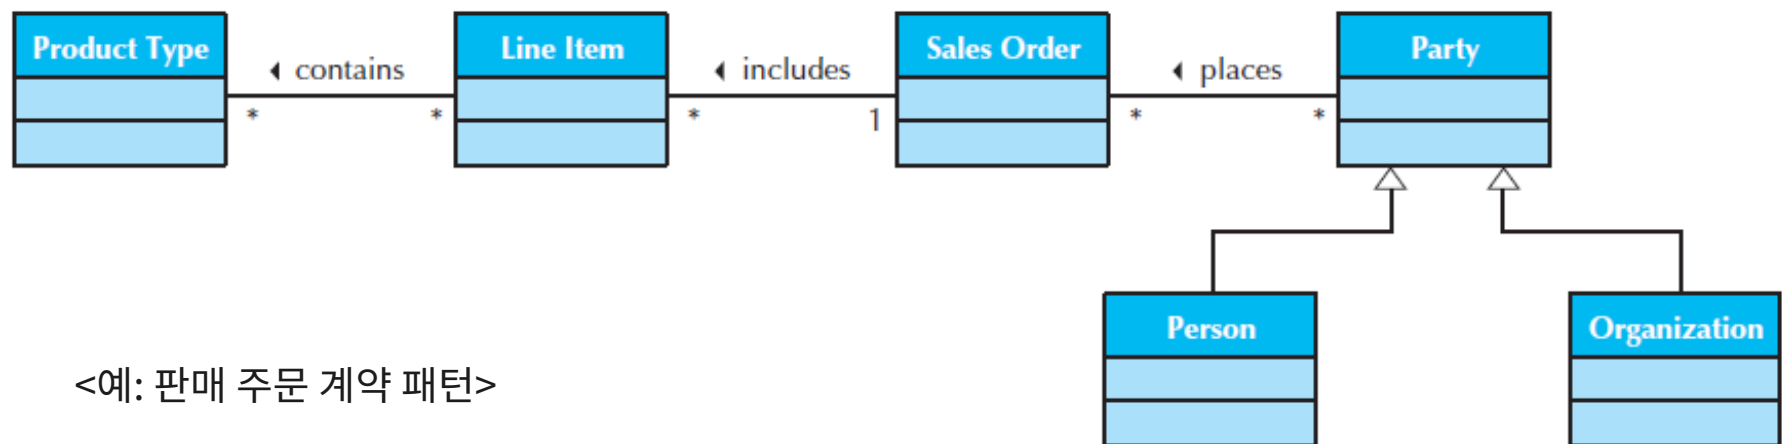 Product Type
contains
* *
Line Item
includes
* 1
Sales Order
places
* *
Party
Person
Organization
<예: 판매 주문 계약 패턴>